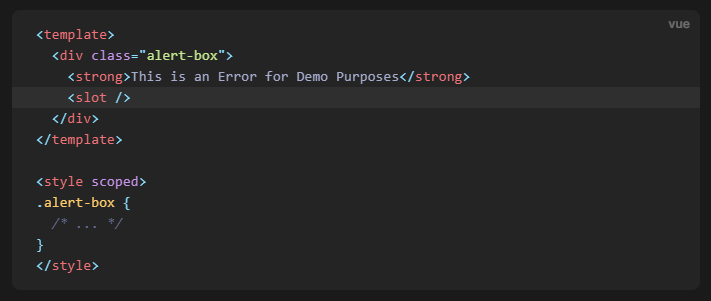 vue
<template>
  <div class="alert-box">
    <strong>This is an Error for Demo Purposes</strong>
    <slot />
  </div>
</template>

<style scoped>
.alert-box {
  /* ... */
}
</style>